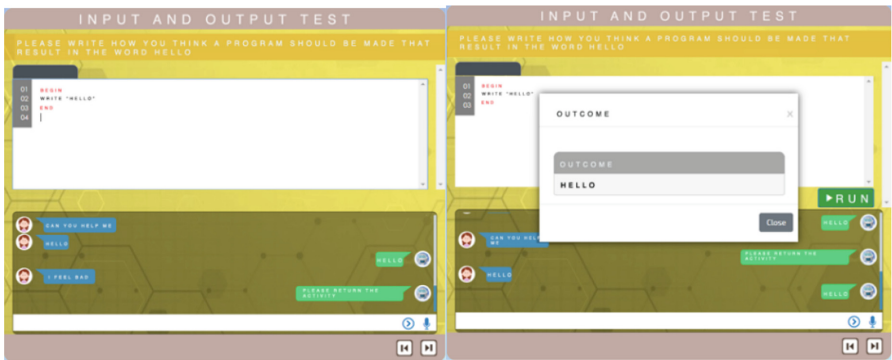 INPUT AND OUTPUT TEST
PLEASE WRITE HOW YOU THINK A PROGRAM SHOULD BE MADE THAT
RESULT IN THE WORD HELLO
01 BEGIN
02 WRITE "HELLO"
03 END
04
CAN YOU HELP ME
HELLO
HELLO
I FEEL BAD
PLEASE RETURN THE
ACTIVITY
INPUT AND OUTPUT TEST
PLEASE WRITE HOW YOU THINK A PROGRAM SHOULD BE MADE THAT
RESULT IN THE WORD HELLO
01 BEGIN
02 WRITE "HELLO"
03 END
OUTCOME
×
OUTCOME
HELLO
Close
RUN
HELLO
CAN YOU HEL
ME
PLEASE RETURN THE
ACTIVITY
HELLO
HELLO